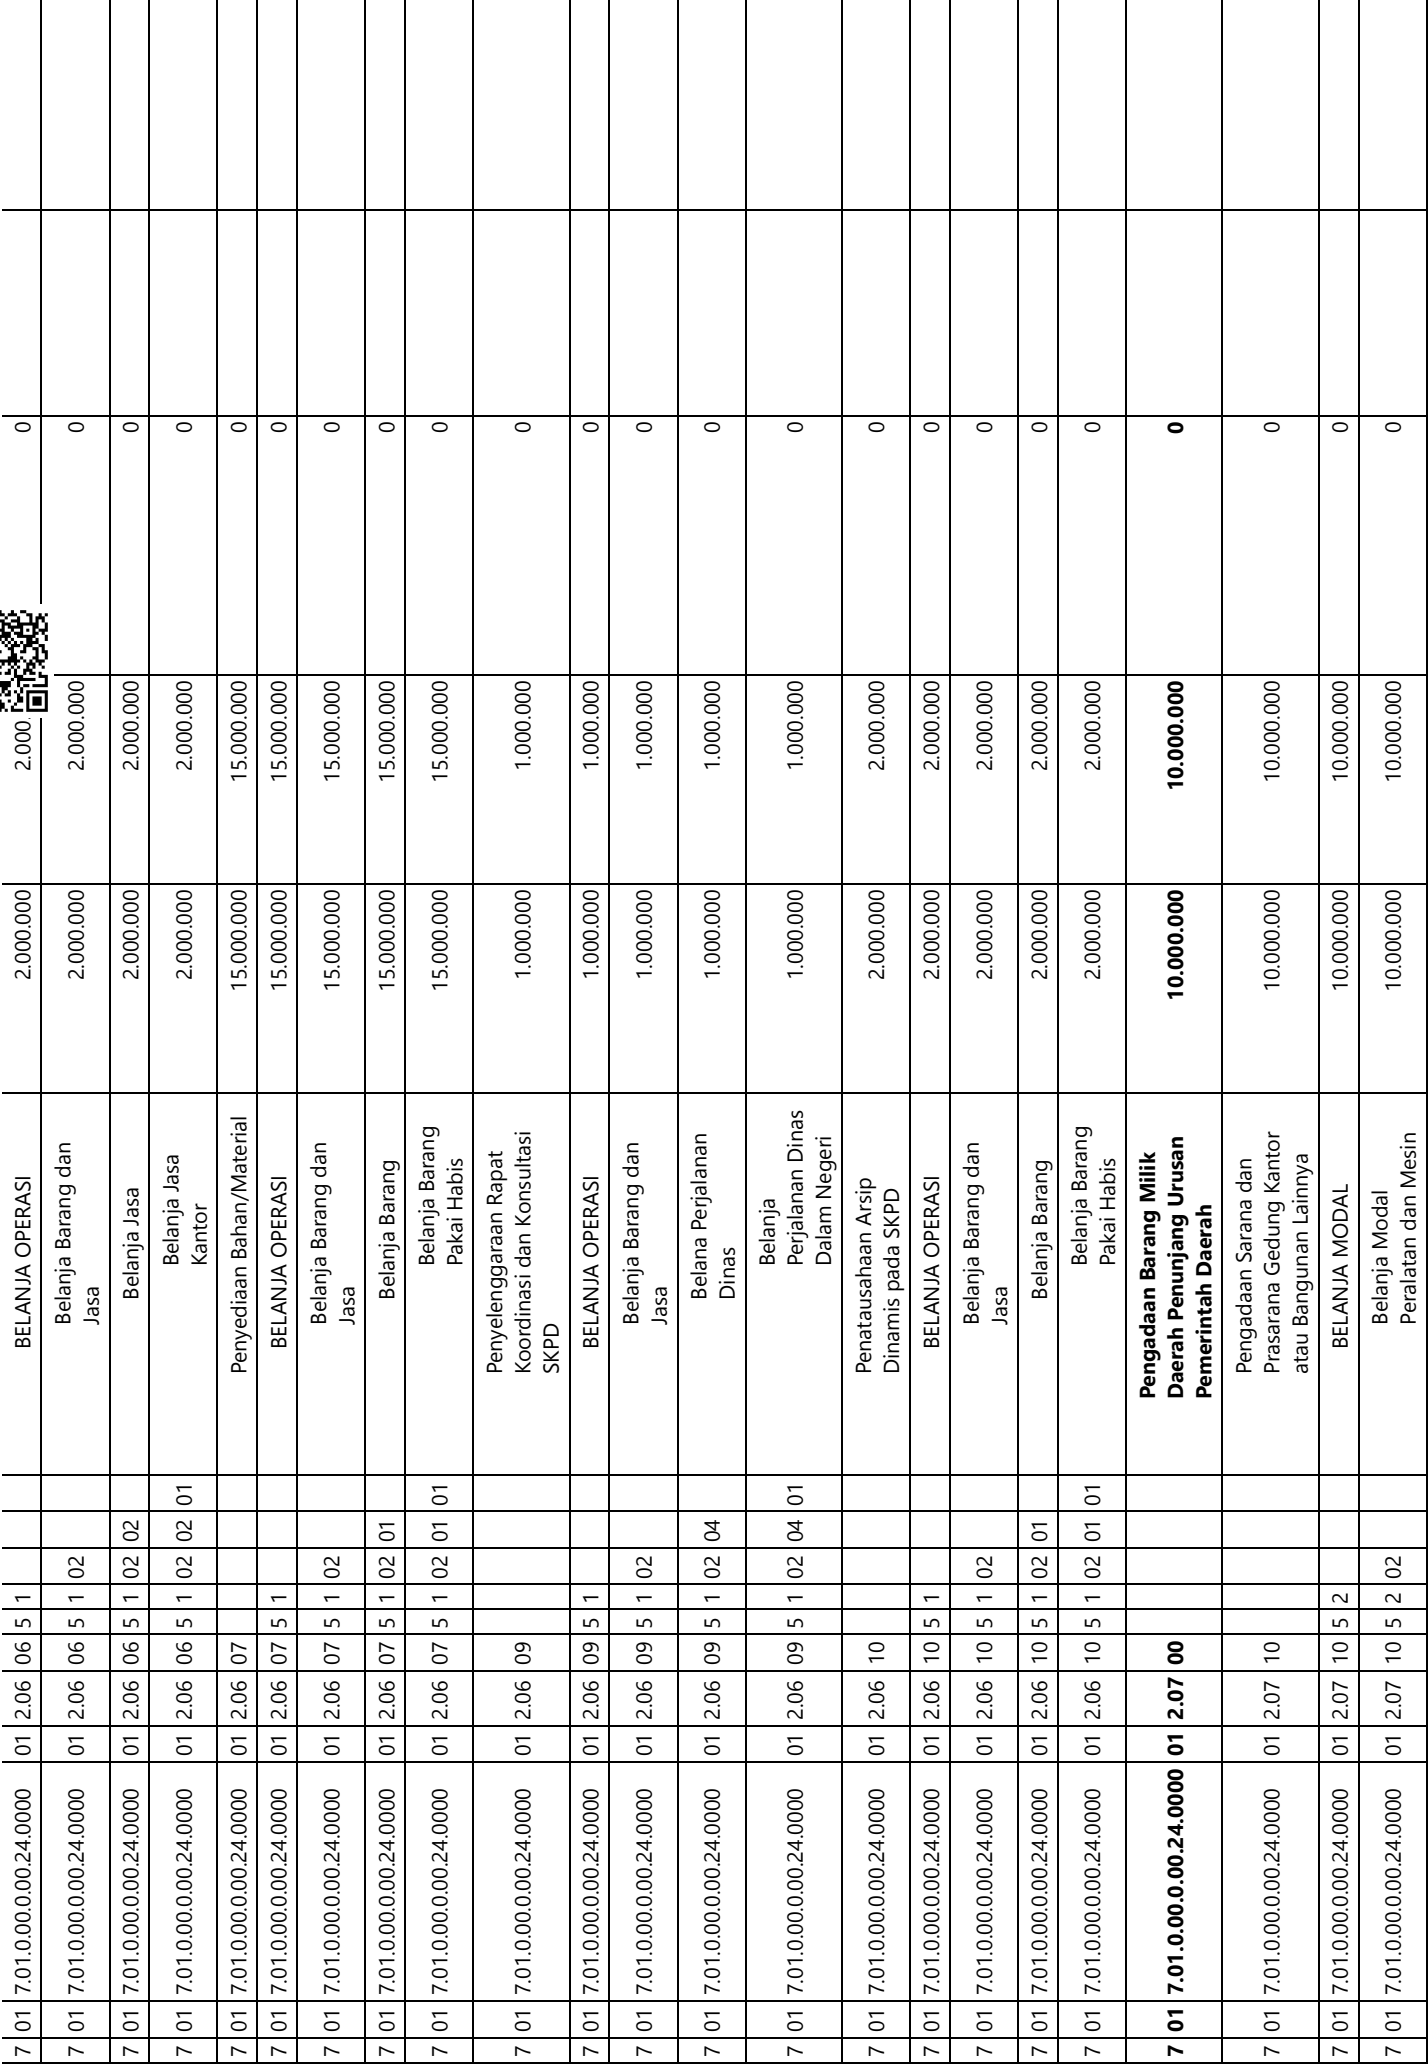 7 01 7.01.0.00.0.00.24.0000 01 2.06 06 5 1 BELANJA OPERASI 2.000.000 2.000. 0
7 01 7.01.0.00.0.00.24.0000 01 2.06 06 5 1 02 Belanja Barang dan 2.000.000 2.000.000 0
Jasa
7 01 7.01.0.00.0.00.24.0000 01 2.06 06 5 1 02 02 Belanja Jasa 2.000.000 2.000.000 0
7 01 7.01.0.00.0.00.24.0000 01 2.06 06 5 1 02 02 01 Belanja Jasa 2.000.000 2.000.000 0
Kantor
7 01 7.01.0.00.0.00.24.0000 01 2.06 07 Penyediaan Bahan/Material 15.000.000 15.000.000 0
7 01 7.01.0.00.0.00.24.0000 01 2.06 07 5 1 BELANJA OPERASI 15.000.000 15.000.000 0
7 01 7.01.0.00.0.00.24.0000 01 2.06 07 5 1 02 Belanja Barang dan 15.000.000 15.000.000 0
Jasa
7 01 7.01.0.00.0.00.24.0000 01 2.06 07 5 1 02 01 Belanja Barang 15.000.000 15.000.000 0
7 01 7.01.0.00.0.00.24.0000 01 2.06 07 5 1 02 01 01 Belanja Barang 15.000.000 15.000.000 0
Pakai Habis
7 01 7.01.0.00.0.00.24.0000 01 2.06 09 Penyelenggaraan Rapat 1.000.000 1.000.000 0
Koordinasi dan Konsultasi
SKPD
7 01 7.01.0.00.0.00.24.0000 01 2.06 09 5 1 BELANJA OPERASI 1.000.000 1.000.000 0
7 01 7.01.0.00.0.00.24.0000 01 2.06 09 5 1 02 Belanja Barang dan 1.000.000 1.000.000 0
Jasa
7 01 7.01.0.00.0.00.24.0000 01 2.06 09 5 1 02 04 Belana Perjalanan 1.000.000 1.000.000 0
Dinas
7 01 7.01.0.00.0.00.24.0000 01 2.06 09 5 1 02 04 01 Belanja 1.000.000 1.000.000 0
Perjalanan Dinas
Dalam Negeri
7 01 7.01.0.00.0.00.24.0000 01 2.06 10 Penatausahaan Arsip 2.000.000 2.000.000 0
Dinamis pada SKPD
7 01 7.01.0.00.0.00.24.0000 01 2.06 10 5 1 BELANJA OPERASI 2.000.000 2.000.000 0
7 01 7.01.0.00.0.00.24.0000 01 2.06 10 5 1 02 Belanja Barang dan 2.000.000 2.000.000 0
Jasa
7 01 7.01.0.00.0.00.24.0000 01 2.06 10 5 1 02 01 Belanja Barang 2.000.000 2.000.000 0
7 01 7.01.0.00.0.00.24.0000 01 2.06 10 5 1 02 01 01 Belanja Barang 2.000.000 2.000.000 0
Pakai Habis
7 01 7.01.0.00.0.00.24.0000 01 2.07 00 Pengadaan Barang Milik 10.000.000 10.000.000 0
Daerah Penunjang Urusan
Pemerintah Daerah
7 01 7.01.0.00.0.00.24.0000 01 2.07 10 Pengadaan Sarana dan 10.000.000 10.000.000 0
Prasarana Gedung Kantor
atau Bangunan Lainnya
7 01 7.01.0.00.0.00.24.0000 01 2.07 10 5 2 BELANJA MODAL 10.000.000 10.000.000 0
7 01 7.01.0.00.0.00.24.0000 01 2.07 10 5 2 02 Belanja Modal 10.000.000 10.000.000 0
Peralatan dan Mesin